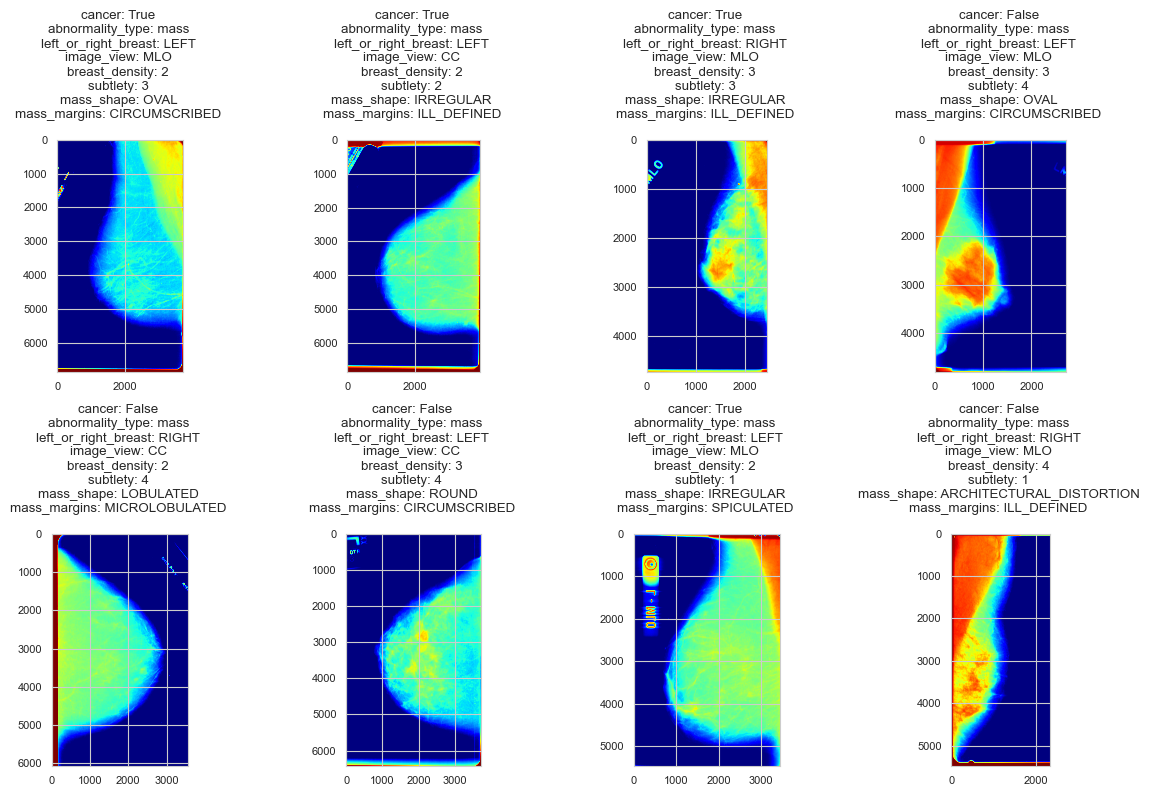 cancer: True
abnormality_type: mass
left_or_right_breast: LEFT
image_view: MLO
breast_density: 2
subtlety: 3
mass_shape: OVAL
mass_margins: CIRCUMSCRIBED
0
1000
2000
3000
4000
5000
6000
0
2000
cancer: True
abnormality_type: mass
left_or_right_breast: LEFT
image_view: CC
breast_density: 2
subtlety: 2
mass_shape: IRREGULAR
mass_margins: ILL_DEFINED
0
1000
2000
3000
4000
5000
6000
0
2000
cancer: True
abnormality_type: mass
left_or_right_breast: RIGHT
image_view: MLO
breast_density: 3
subtlety: 3
mass_shape: IRREGULAR
mass_margins: ILL_DEFINED
MLO
0
1000
2000
3000
4000
0
1000
2000
cancer: False
abnormality_type: mass
left_or_right_breast: LEFT
image_view: MLO
breast_density: 3
subtlety: 4
mass_shape: OVAL
mass_margins: CIRCUMSCRIBED
0
1000
2000
3000
4000
0
1000
2000
cancer: False
abnormality_type: mass
left_or_right_breast: RIGHT
image_view: CC
breast_density: 2
subtlety: 4
mass_shape: LOBULATED
mass_margins: MICROLOBULATED
0
1000
2000
3000
4000
5000
6000
0
1000
2000
3000
cancer: False
abnormality_type: mass
left_or_right_breast: LEFT
image_view: CC
breast_density: 3
subtlety: 4
mass_shape: ROUND
mass_margins: CIRCUMSCRIBED
0
1000
2000
3000
4000
5000
6000
0
1000
2000
3000
cancer: True
abnormality_type: mass
left_or_right_breast: LEFT
image_view: MLO
breast_density: 2
subtlety: 1
mass_shape: IRREGULAR
mass_margins: SPICULATED
0
1000
2000
3000
4000
5000
0
1000
2000
3000
cancer: False
abnormality_type: mass
left_or_right_breast: RIGHT
image_view: MLO
breast_density: 4
subtlety: 1
mass_shape: ARCHITECTURAL_DISTORTION
mass_margins: ILL_DEFINED
0
1000
2000
3000
4000
5000
0
2000